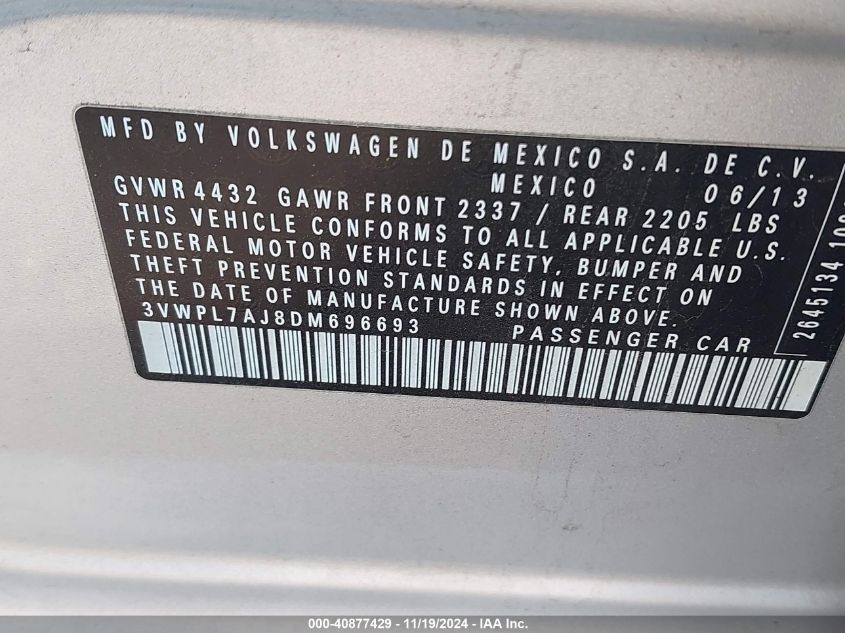 MFD BY VOLKSWAGEN DE MEXICO S.A. DE C.V.
MEXICO 06/13
GVWR 4432 GAWR FRONT 2337 / REAR 2205 LBS
THIS VEHICLE CONFORMS TO ALL APPLICABLE U.S.
FEDERAL MOTOR VEHICLE SAFETY, BUMPER AND
THEFT PREVENTION STANDARDS IN EFFECT ON
THE DATE OF MANUFACTURE SHOWN ABOVE.
3VWPL7AJ8DM696693 PASSENGER CAR
2645134
000-40877429 - 11/19/2024 - IAA Inc.